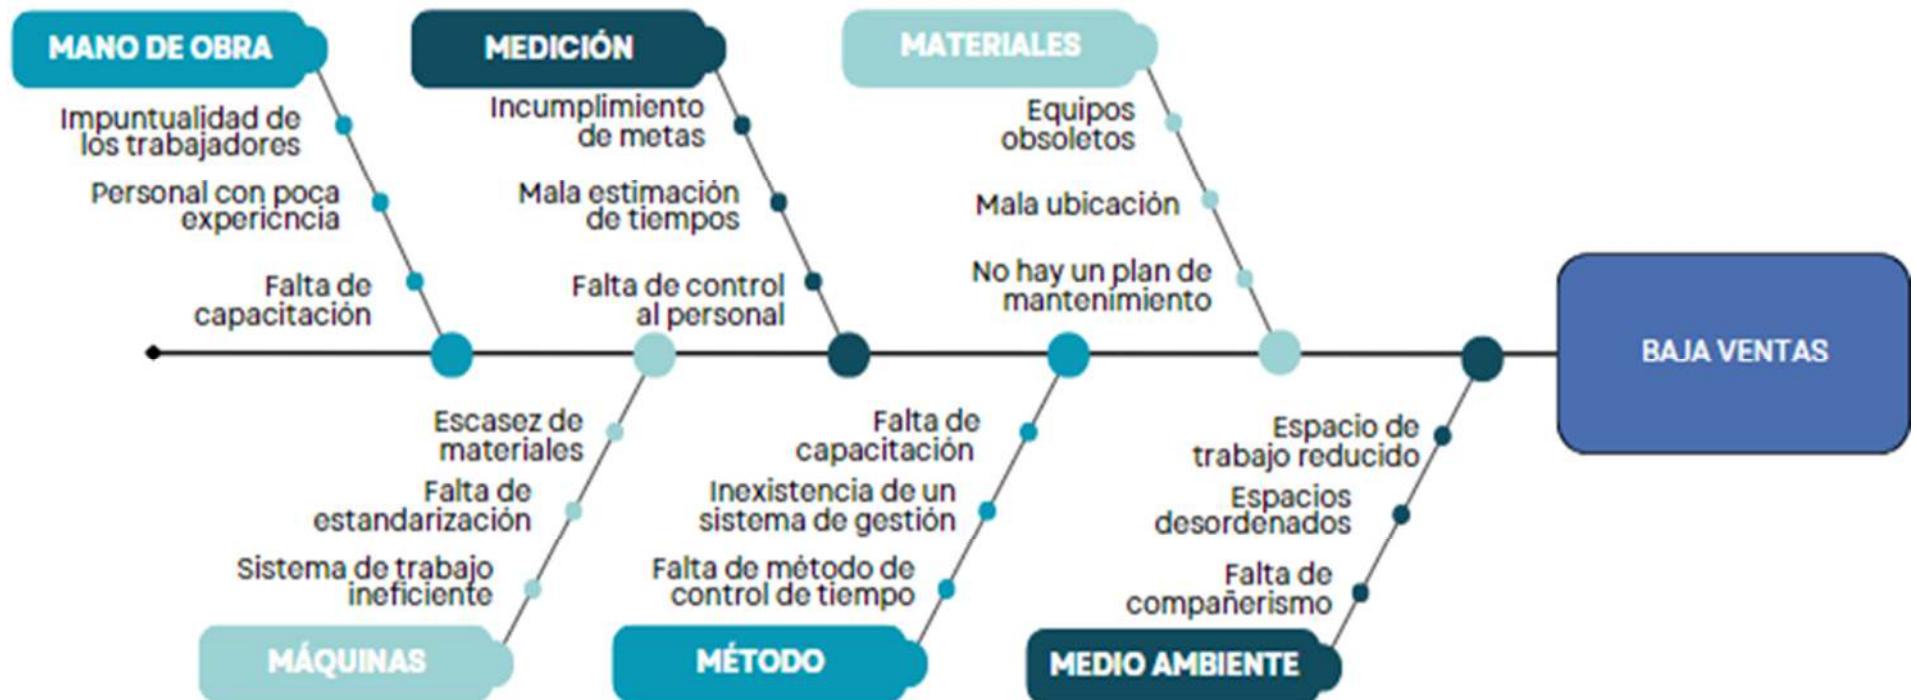 MANO DE OBRA
Impuntualidad de
los trabajadores
Personal con poca
experiencia
Falta de
capacitación
MEDICIÓN
Incumplimiento
de metas
Mala estimación
de tiempos
Falta de control
al personal
MATERIALES
Equipos
obsoletos
Mala ubicación
No hay un plan de
mantenimiento
BAJA VENTAS
Escasez de
materiales
Falta de
estandarización
Sistema de trabajo
ineficiente
MÁQUINAS
Falta de
capacitación
Inexistencia de un
sistema de gestión
Falta de método de
control de tiempo
MÉTODO
Espacio de
trabajo reducido
Espacios
desordenados
Falta de
compañerismo
MEDIO AMBIENTE